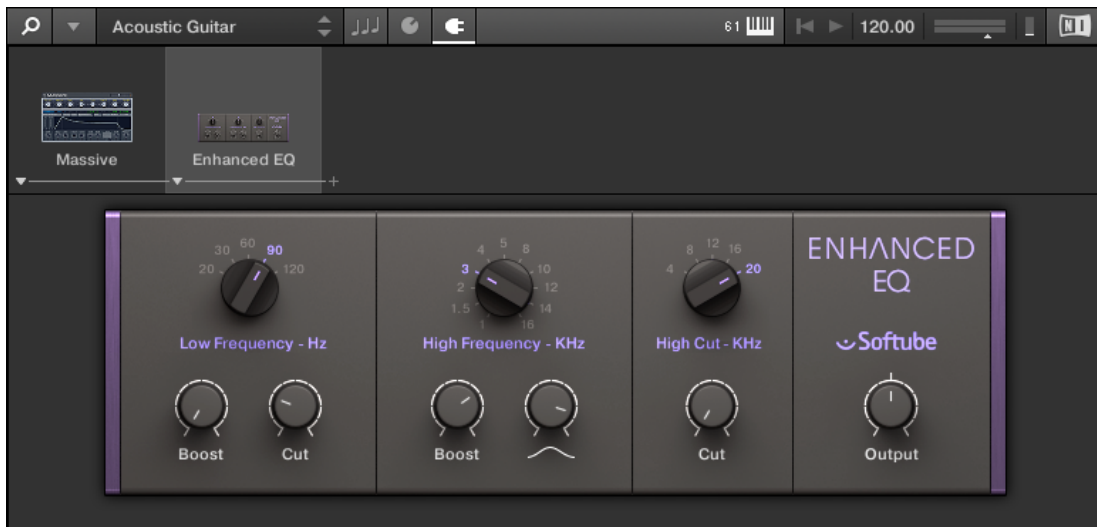 Acoustic Guitar
61
120.00
NI
Massive
Enhanced EQ
+
20 30 60 90 120
Low Frequency - Hz
Boost
Cut
1 1.5 2 3 4 5 8 10 12 14 16
High Frequency - KHz
Boost
4 8 12 16 20
High Cut - KHz
Cut
ENHΛNCED
EQ
Softube
Output